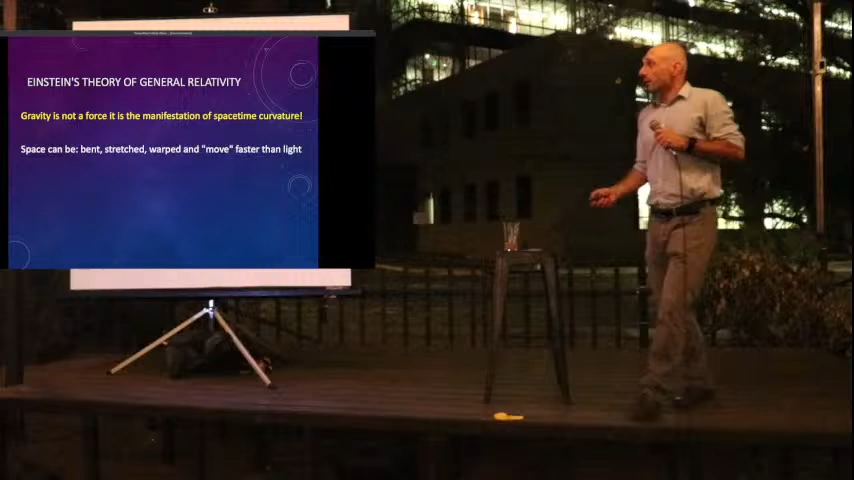 EINSTEIN'S THEORY OF GENERAL RELATIVITY
Gravity is not a force it is the manifestation of spacetime curvature!
Space can be: bent, stretched, warped and "move" faster than light